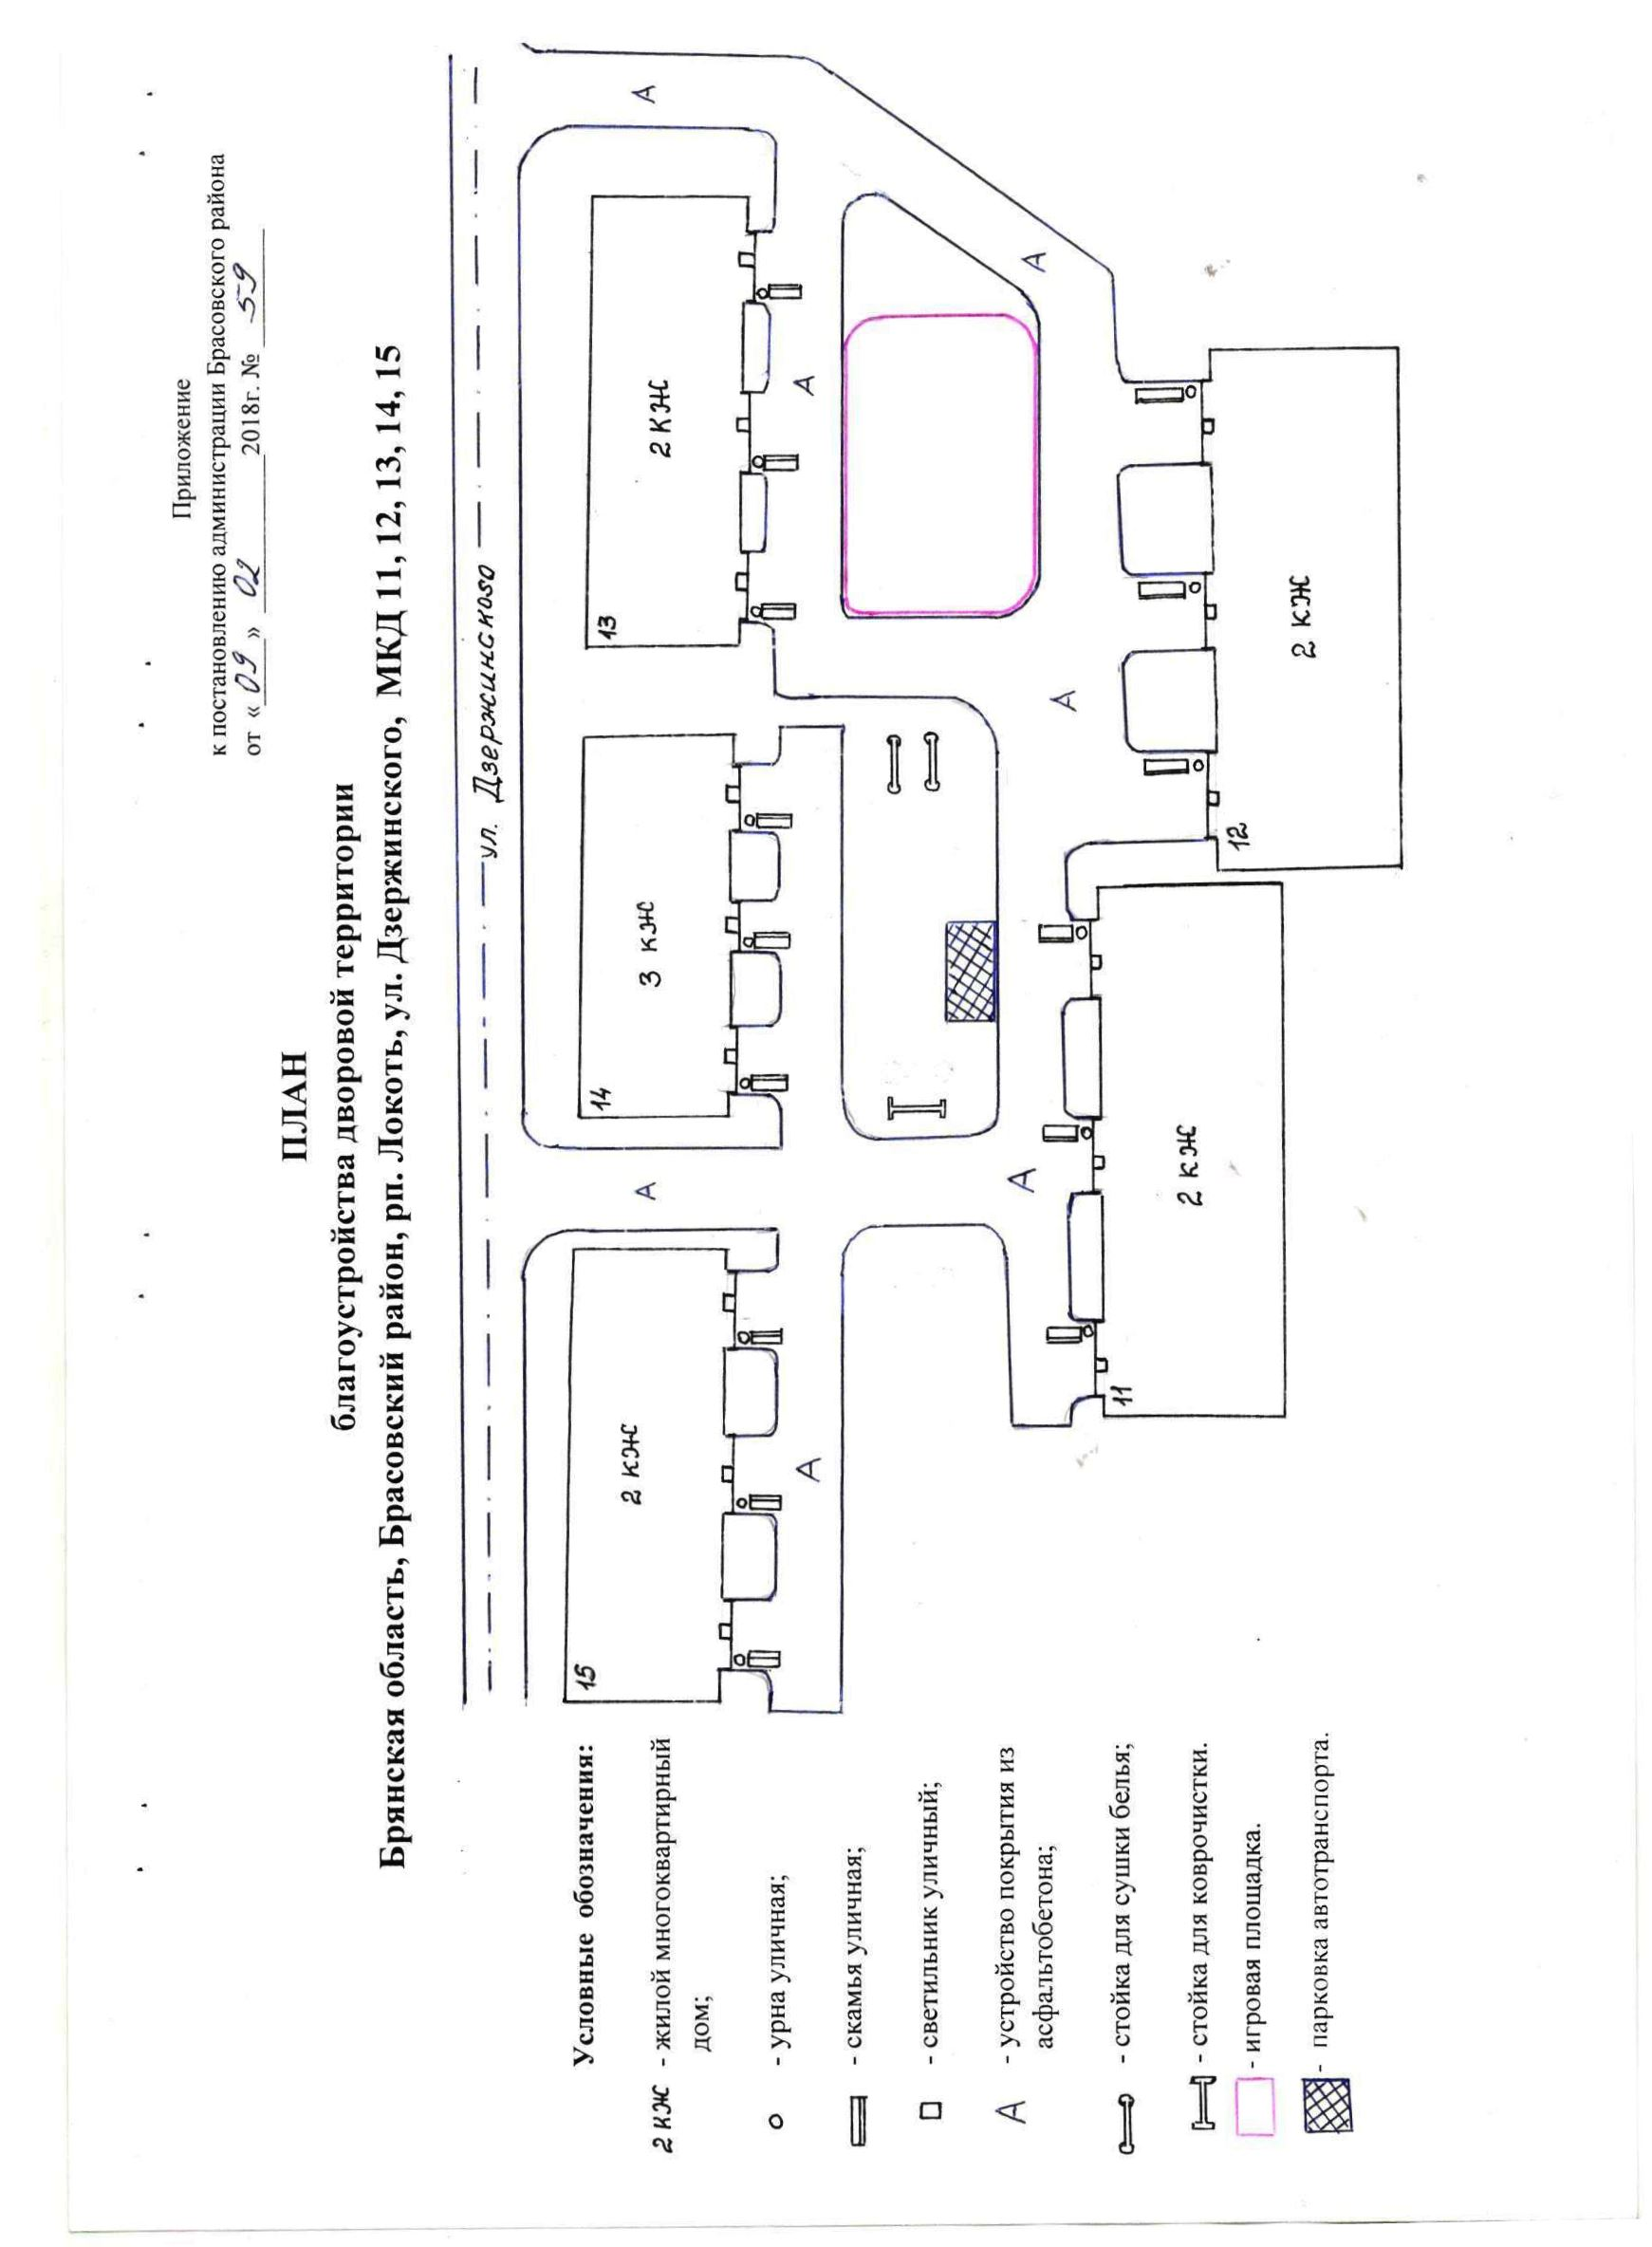 Приложение
к постановлению администрации Брасовского района
от « 09 » 02 2018г. № 59
ПЛАН
благоустройства дворовой территории
Брянская область, Брасовский район, рп. Локоть, ул. Дзержинского, МКД 11, 12, 13, 14, 15
ул. Дзержинского
А
15
2 КЖ
А
14
3 КЖ
13
2КЖ
А
А
А
А
А
А
11
2 КЖ
12
2 КЖ
Условные обозначения:
2 КЖ - жилой многоквартирный
дом;
- урна уличная;
- скамья уличная;
- светильник уличный;
А - устройство покрытия из
асфальтобетона;
- стойка для сушки белья;
- стойка для коврочистки.
- игровая площадка.
- парковка автотранспорта.